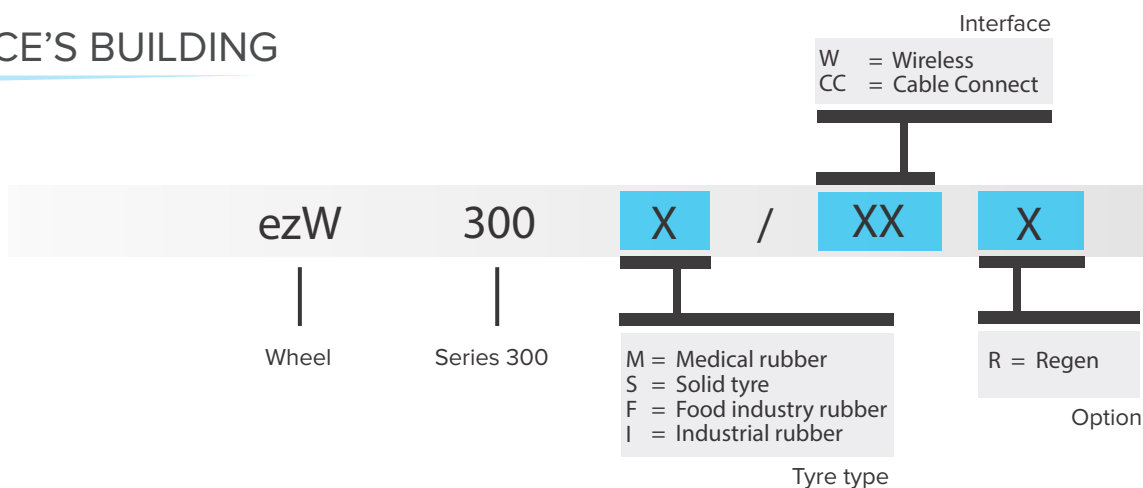 CE'S BUILDING
Interface
W = Wireless
CC = Cable Connect
ezW 300 X / XX X
Wheel Series 300
M = Medical rubber
S = Solid tyre
F = Food industry rubber
I = Industrial rubber
Tyre type
R = Regen
Option